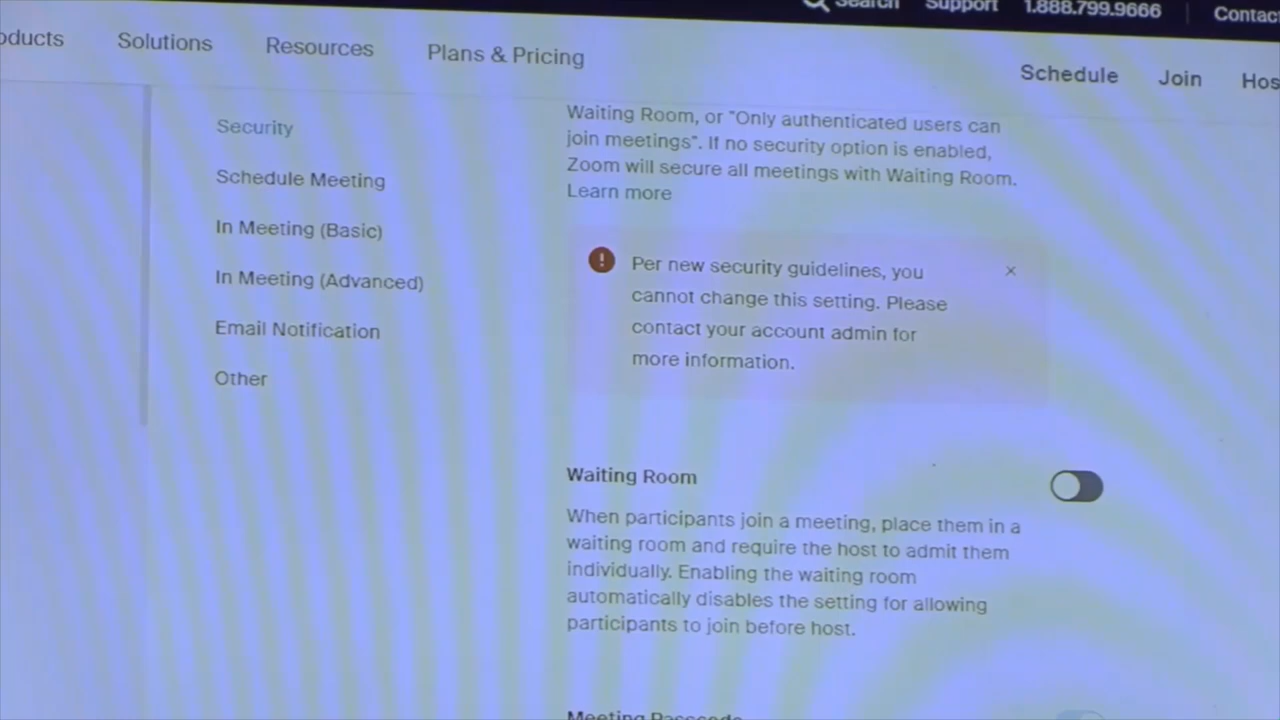 Search Support 1.888.799.9666
Solutions Resources Plans & Pricing Schedule Join
Security
Schedule Meeting
In Meeting (Basic)
In Meeting (Advanced)
Email Notification
Other
Waiting Room, or "Only authenticated users can
join meetings". If no security option is enabled,
Zoom will secure all meetings with Waiting Room.
Learn more
Per new security guidelines, you
cannot change this setting. Please
contact your account admin for
more information.
Waiting Room
When participants join a meeting, place them in a
waiting room and require the host to admit them
individually. Enabling the waiting room
automatically disables the setting for allowing
participants to join before host.
Meeting Passcode